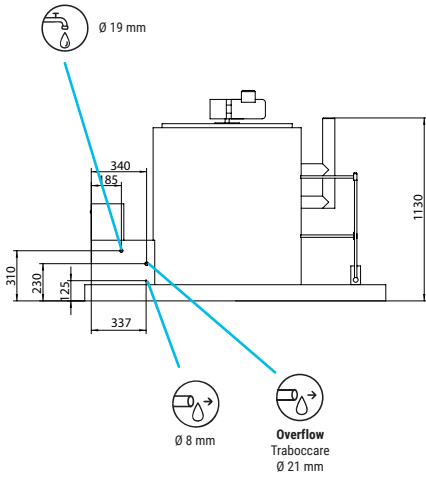 Ø 19 mm
340
185
1130
310
230
125
337
Ø 8 mm
Overflow
Traboccare
Ø 21 mm